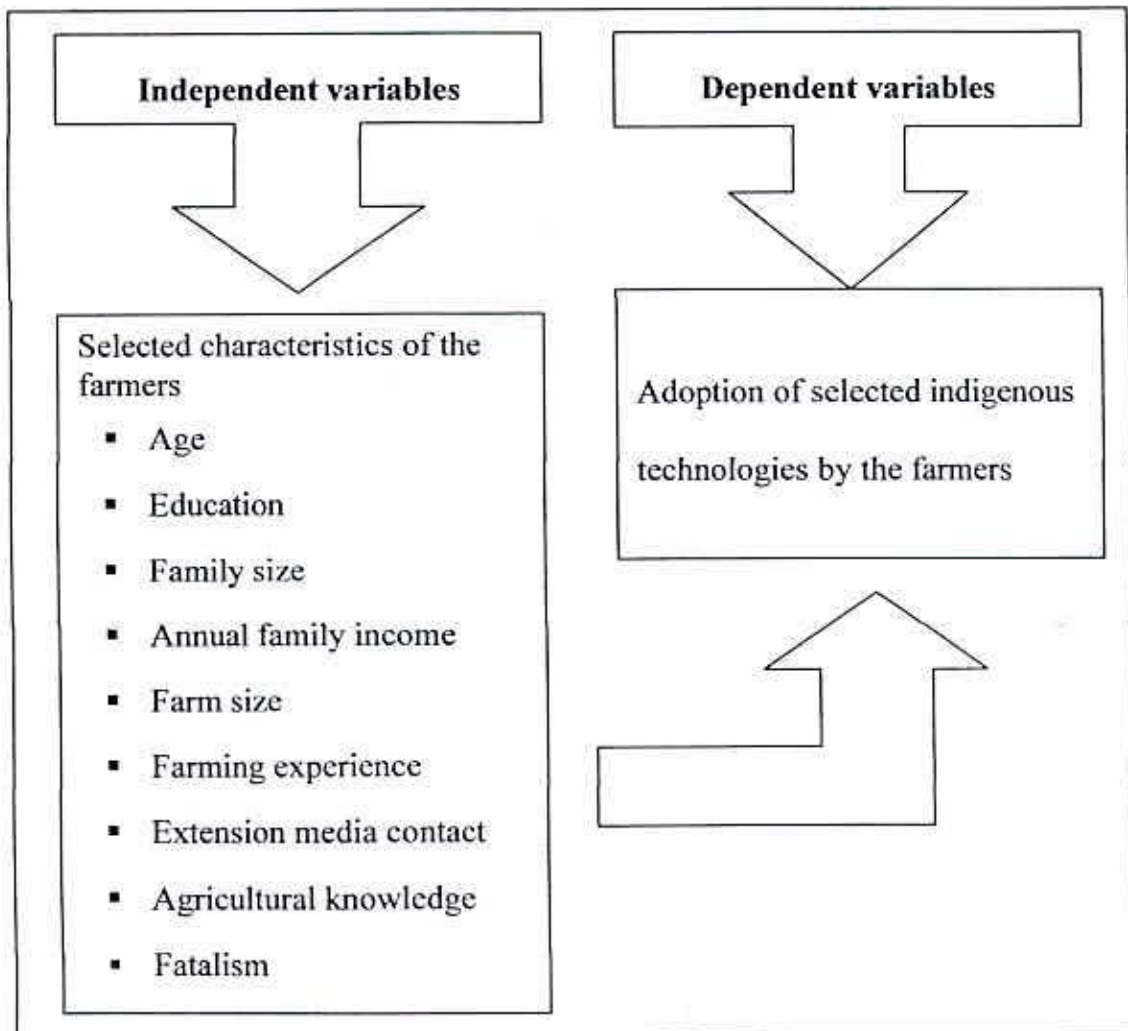 Independent variables
Dependent variables
Selected characteristics of the
farmers
▪ Age
▪ Education
▪ Family size
▪ Annual family income
▪ Farm size
▪ Farming experience
▪ Extension media contact
▪ Agricultural knowledge
▪ Fatalism
Adoption of selected indigenous
technologies by the farmers